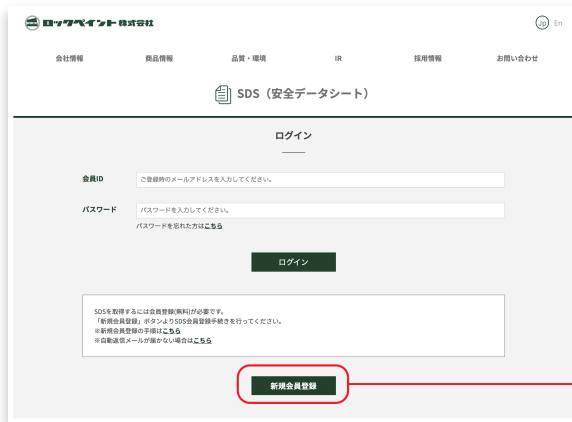 ロックペイント株式会社
Jp En
会社情報 商品情報 品質・環境 IR 採用情報 お問い合わせ
SDS（安全データシート）
ログイン
会員ID ご登録時のメールアドレスを入力してください。
パスワード パスワードを入力してください。
パスワードを忘れた方はこちら
ログイン
SDSを取得するには会員登録(無料)が必要です。
「新規会員登録」ボタンよりSDS会員登録手続きを行ってください。
※新規会員登録の手順はこちら
※自動返信メールが届かない場合はこちら
新規会員登録